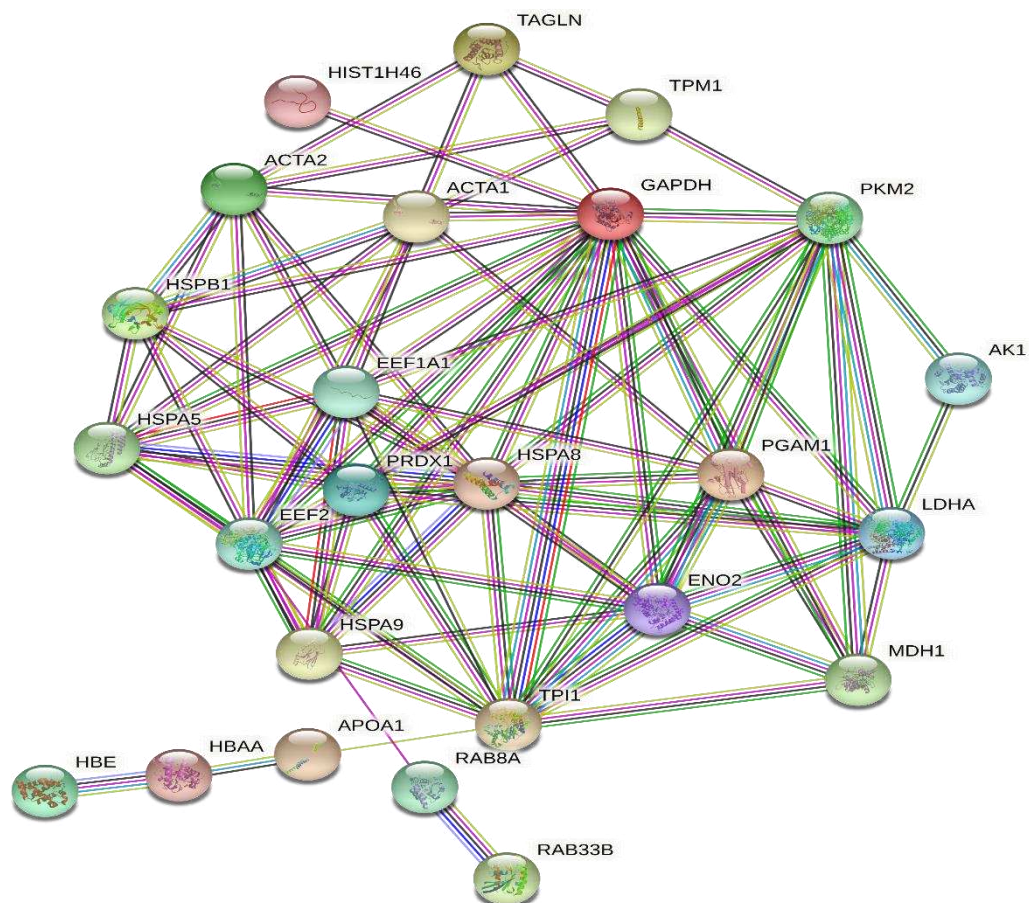 TAGLN
HIST1H46
TPM1
ACTA2
ACTA1
GAPDH
PKM2
HSPB1
EEF1A1
AK1
HSPA5
PRDX1
HSPA8
PGAM1
LDHA
EEF2
ENO2
HSPA9
MDH1
TPI1
APOA1
HBAA
HBE
RAB8A
RAB33B